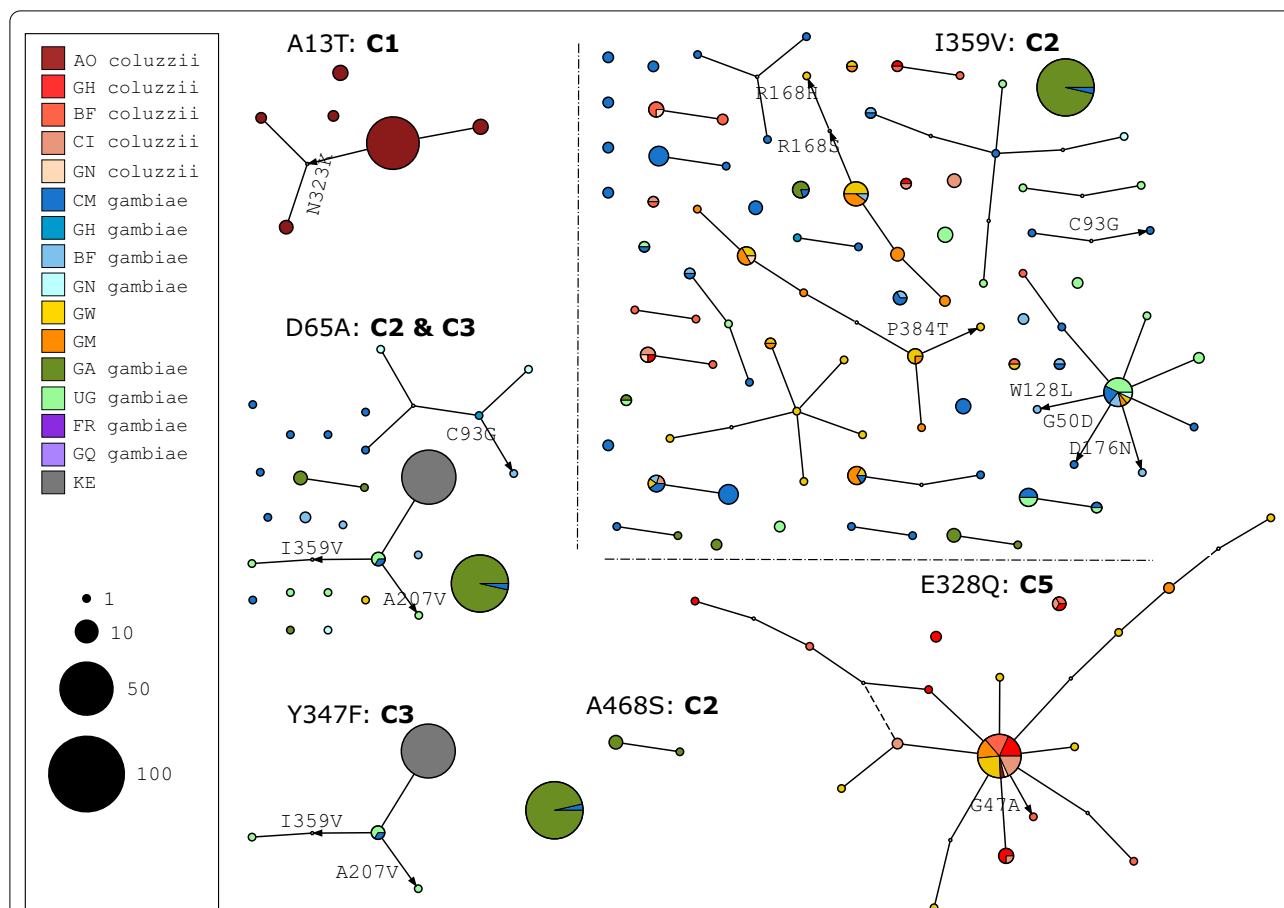 AO coluzzii
GH coluzzii
BF coluzzii
CI coluzzii
GN coluzzii
CM gambiae
GH gambiae
BF gambiae
GN gambiae
GW
GM
GA gambiae
UG gambiae
FR gambiae
GQ gambiae
KE
1
10
50
100
A13T: C1
N323K
D65A: C2 & C3
C93G
I359V
A207V
Y347F: C3
I359V
A207V
A468S: C2
I359V: C2
R168H
R168S
C93G
P384T
W128L
G50D
D176N
E328Q: C5
G47A